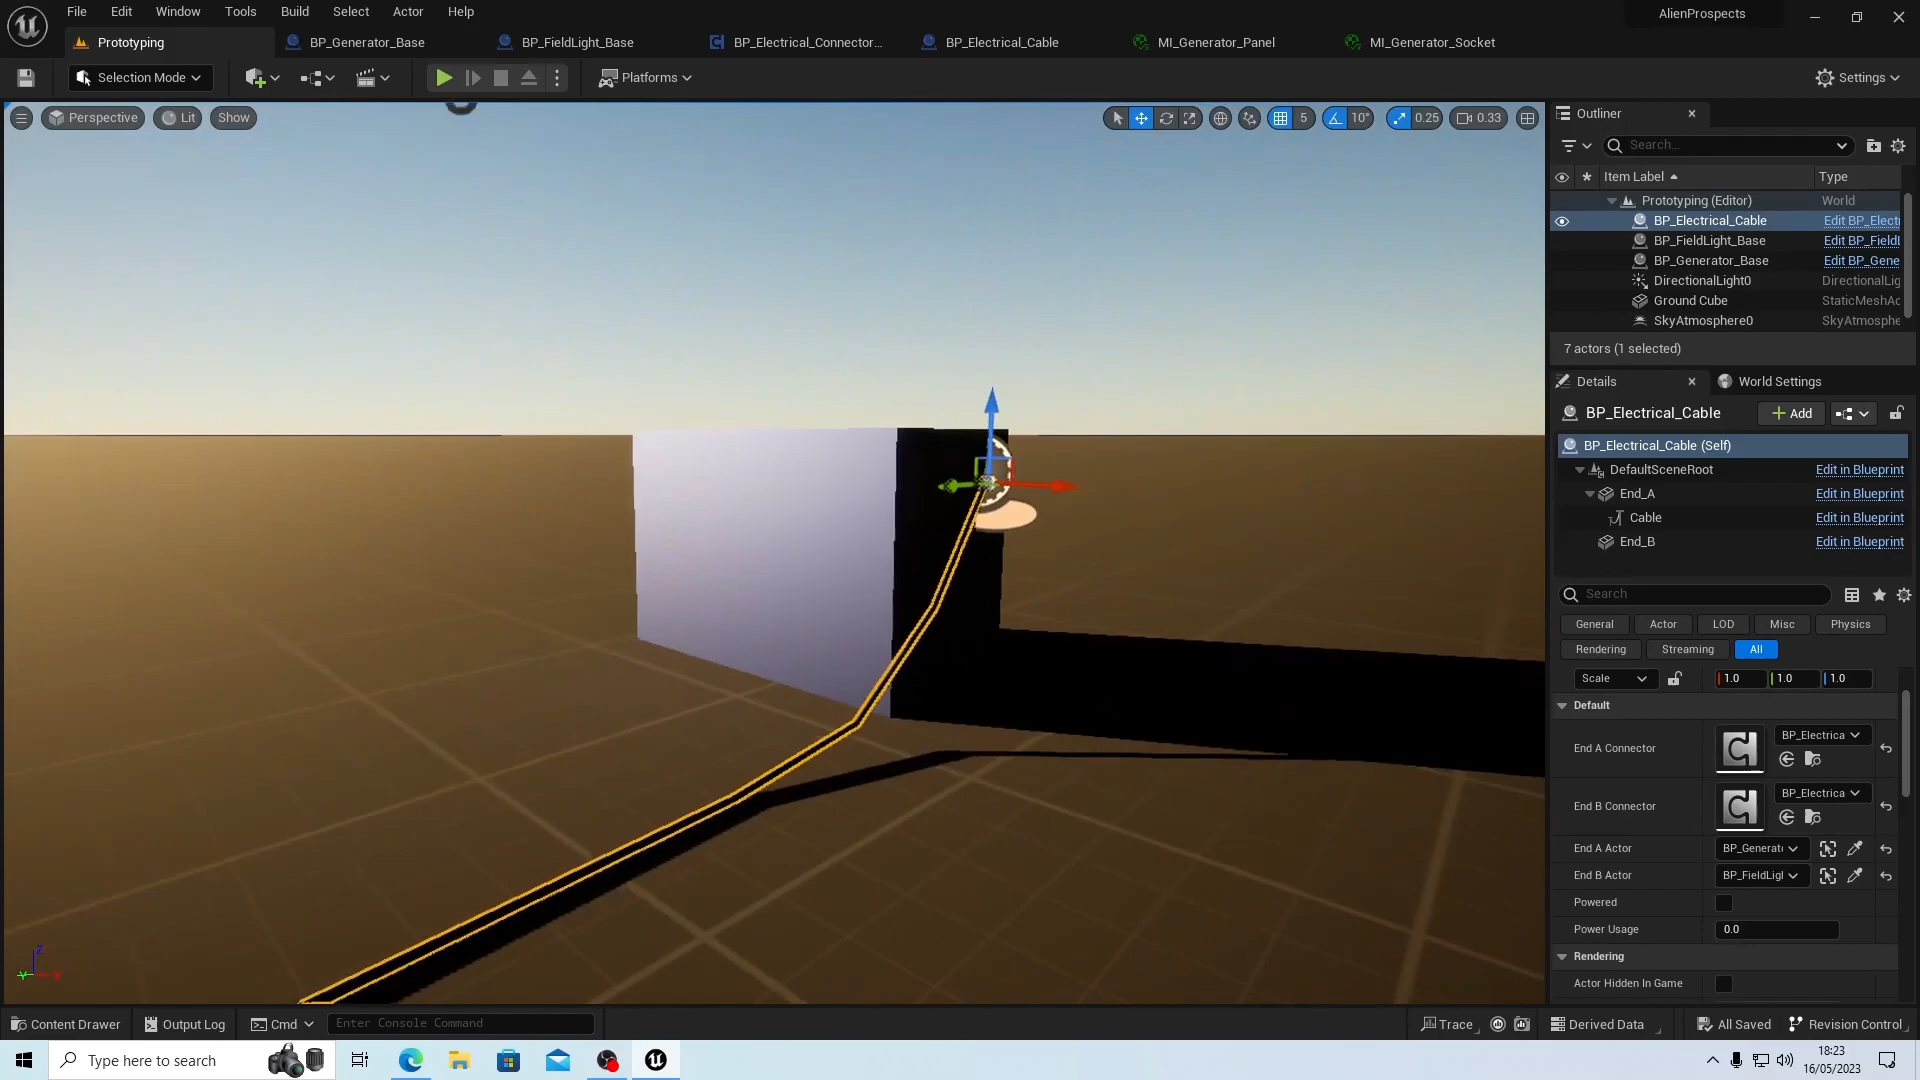 File Edit Window Tools Build Select Actor Help
AlienProspects
Prototyping BP_Generator_Base BP_FieldLight_Base BP_Electrical_Connector... BP_Electrical_Cable MI_Generator_Panel MI_Generator_Socket
Selection Mode Platforms Settings
Perspective Lit Show 5 10° 0.25 0.33
Outliner
Search...
Item Label Type
Prototyping (Editor) World
BP_Electrical_Cable Edit BP_Electr
BP_FieldLight_Base Edit BP_FieldL
BP_Generator_Base Edit BP_Gene
DirectionalLight0 DirectionalLig
Ground Cube StaticMeshAc
SkyAtmosphere0 SkyAtmosphe
7 actors (1 selected)
Details World Settings
BP_Electrical_Cable Add
BP_Electrical_Cable (Self)
DefaultSceneRoot Edit in Blueprint
End_A Edit in Blueprint
Cable Edit in Blueprint
End_B Edit in Blueprint
Search
General Actor LOD Misc Physics
Rendering Streaming All
Scale 1.0 1.0 1.0
Default
End A Connector BP_Electrica
End B Connector BP_Electrica
End A Actor BP_Generat
End B Actor BP_FieldLigl
Powered
Power Usage 0.0
Rendering
Actor Hidden In Game
Z
Content Drawer Output Log Cmd Enter Console Command Trace Derived Data All Saved Revision Control
Type here to search
18:23
16/05/2023